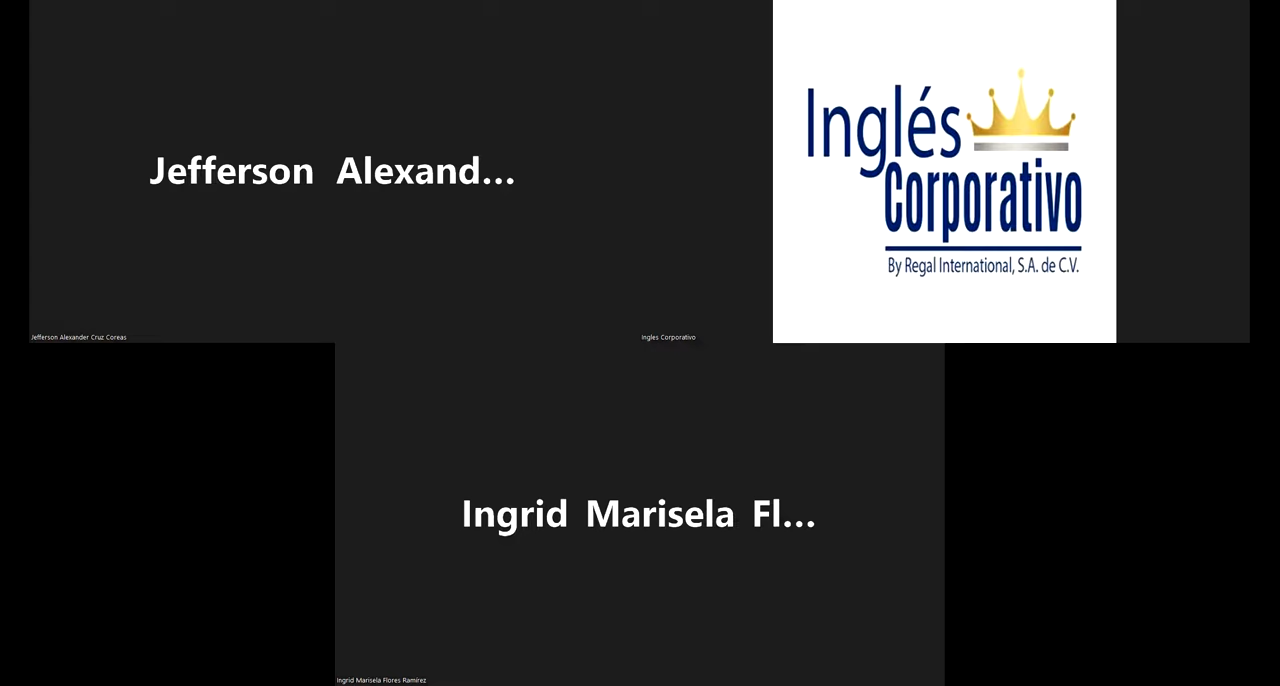 Jefferson Alexand...
Jefferson Alexander Cruz Coreas
Inglés
Corporativo
By Regal International, S.A. de C.V.
Ingles Corporativo
Ingrid Marisela Fl...
Ingrid Marisela Flores Ramírez